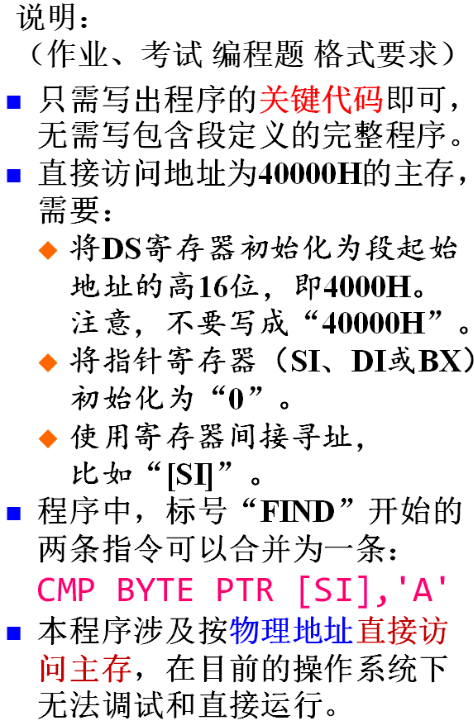 说明:
（作业、考试 编程题 格式要求）
只需写出程序的关键代码即可，
无需写包含段定义的完整程序。
直接访问地址为40000H的主存，
需要:
将DS寄存器初始化为段起始
地址的高16位，即4000H。
注意，不要写成“40000H”。
将指针寄存器（SI、DI或BX）
初始化为“0”。
使用寄存器间接寻址，
比如“[SI]”。
程序中，标号“FIND”开始的
两条指令可以合并为一条:
CMP BYTE PTR [SI],'A'
本程序涉及按物理地址直接访
问主存，在目前的操作系统下
无法调试和直接运行。